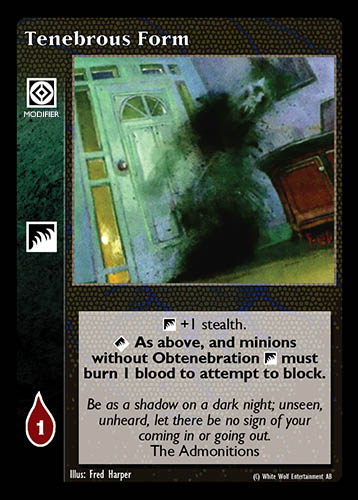 Tenebrous Form
MODIFIER
+1 stealth.
As above, and minions
without Obtenebration must
burn 1 blood to attempt to block.
Be as a shadow on a dark night; unseen,
unheard, let there be no sign of your
coming in or going out.
The Admonitions
1
Illus: Fred Harper
(C) White Wolf Entertainment AB